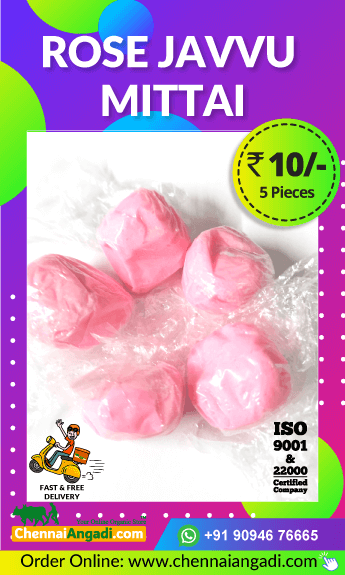 ROSE JAVVU
MITTAI
₹ 10/-
5 Pieces
ISO
9001
&
22000
Certified
Company
FAST & FREE
DELIVERY
ChennaiAngadi.com
+91 90946 76665
Order Online: www.chennaiangadi.com